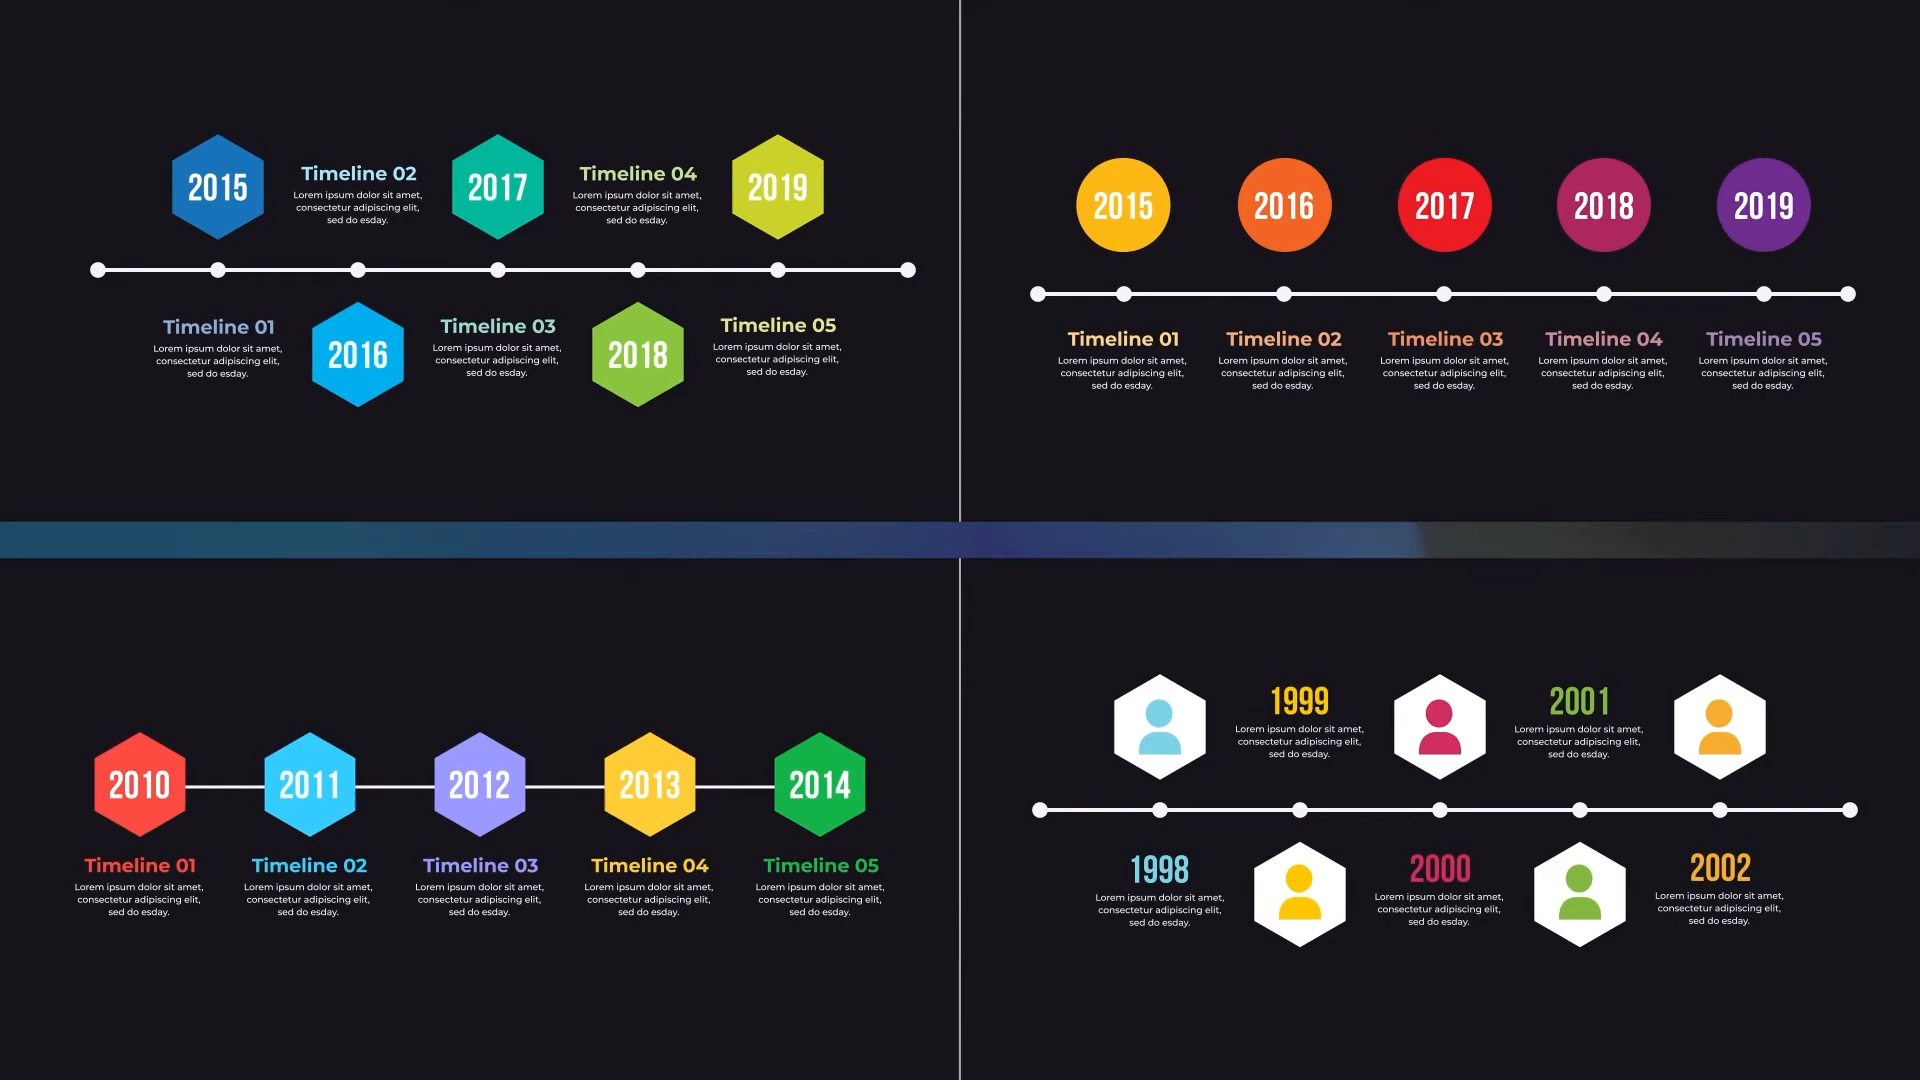 2015
Timeline 02
Lorem ipsum dolor sit amet,
consectetur adipiscing elit,
sed do esday.
2017
Timeline 04
Lorem ipsum dolor sit amet,
consectetur adipiscing elit,
sed do esday.
2019
Timeline 01
Lorem ipsum dolor sit amet,
consectetur adipiscing elit,
sed do esday.
2016
Timeline 03
Lorem ipsum dolor sit amet,
consectetur adipiscing elit,
sed do esday.
2018
Timeline 05
Lorem ipsum dolor sit amet,
consectetur adipiscing elit,
sed do esday.
2015
2016
2017
2018
2019
Timeline 01
Lorem ipsum dolor sit amet,
consectetur adipiscing elit,
sed do esday.
Timeline 02
Lorem ipsum dolor sit amet,
consectetur adipiscing elit,
sed do esday.
Timeline 03
Lorem ipsum dolor sit amet,
consectetur adipiscing elit,
sed do esday.
Timeline 04
Lorem ipsum dolor sit amet,
consectetur adipiscing elit,
sed do esday.
Timeline 05
Lorem ipsum dolor sit amet,
consectetur adipiscing elit,
sed do esday.
2010
2011
2012
2013
2014
Timeline 01
Lorem ipsum dolor sit amet,
consectetur adipiscing elit,
sed do esday.
Timeline 02
Lorem ipsum dolor sit amet,
consectetur adipiscing elit,
sed do esday.
Timeline 03
Lorem ipsum dolor sit amet,
consectetur adipiscing elit,
sed do esday.
Timeline 04
Lorem ipsum dolor sit amet,
consectetur adipiscing elit,
sed do esday.
Timeline 05
Lorem ipsum dolor sit amet,
consectetur adipiscing elit,
sed do esday.
1999
Lorem ipsum dolor sit amet,
consectetur adipiscing elit,
sed do esday.
2001
Lorem ipsum dolor sit amet,
consectetur adipiscing elit,
sed do esday.
1998
Lorem ipsum dolor sit amet,
consectetur adipiscing elit,
sed do esday.
2000
Lorem ipsum dolor sit amet,
consectetur adipiscing elit,
sed do esday.
2002
Lorem ipsum dolor sit amet,
consectetur adipiscing elit,
sed do esday.